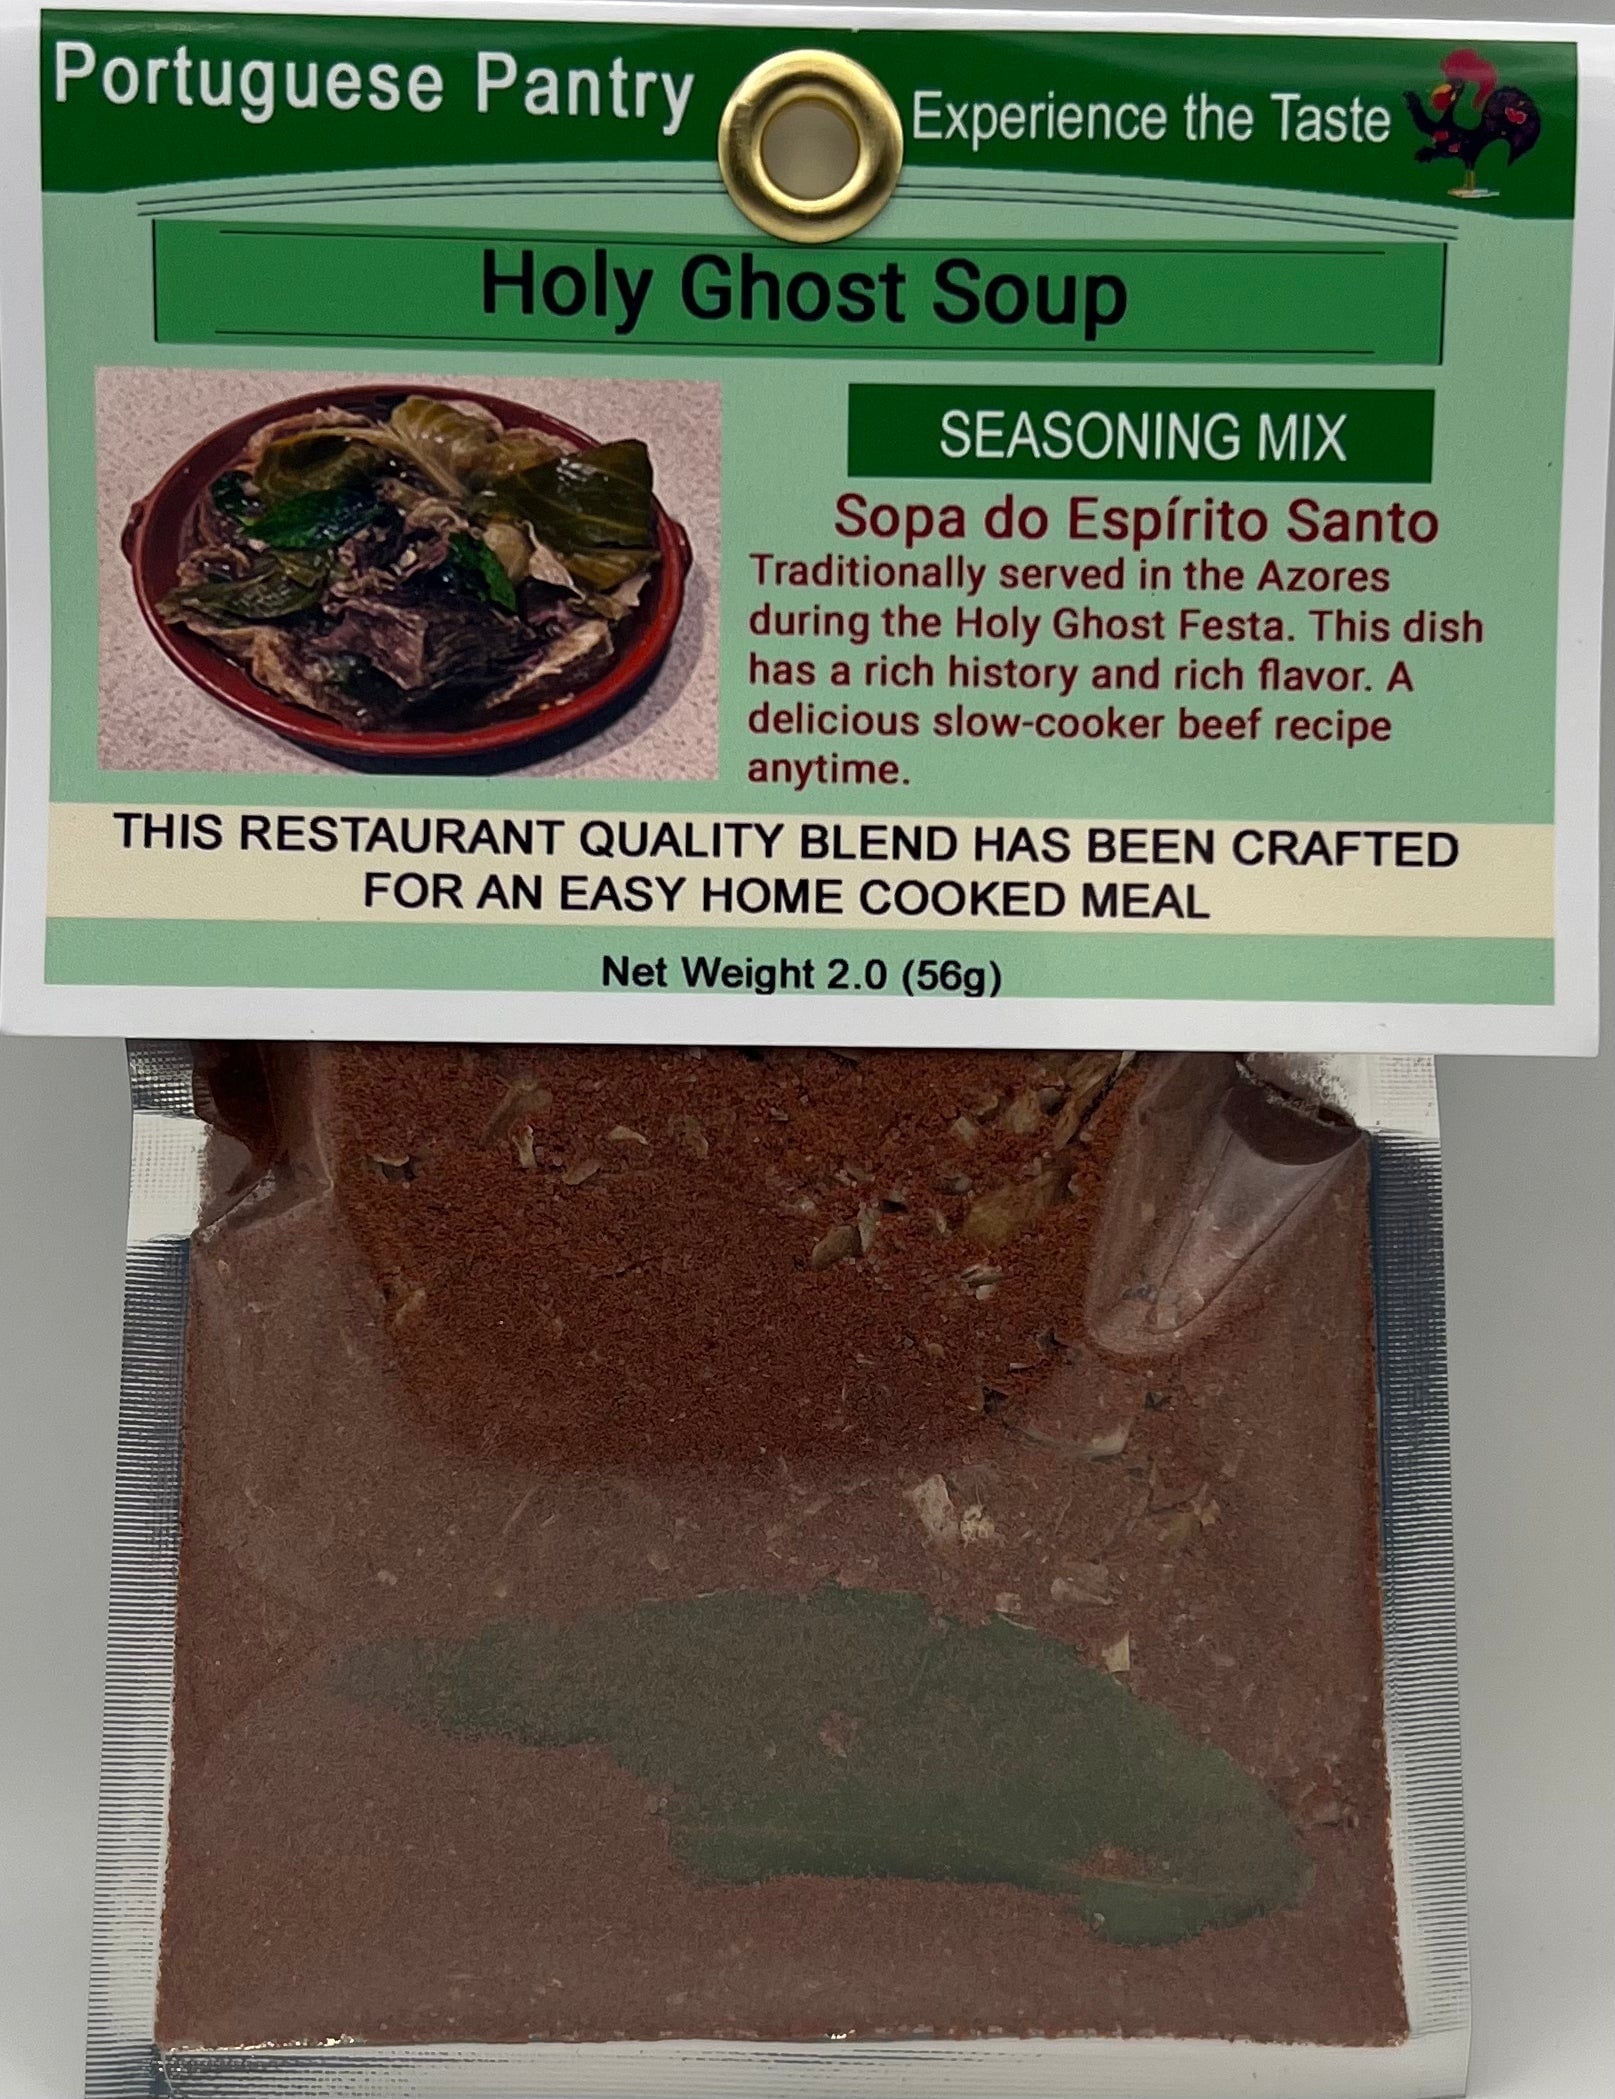 Portuguese Pantry
Experience the Taste
Holy Ghost Soup
SEASONING MIX
Sopa do Espírito Santo
Traditionally served in the Azores
during the Holy Ghost Festa. This dish
has a rich history and rich flavor. A
delicious slow-cooker beef recipe
anytime.
THIS RESTAURANT QUALITY BLEND HAS BEEN CRAFTED
FOR AN EASY HOME COOKED MEAL
Net Weight 2.0 (56g)